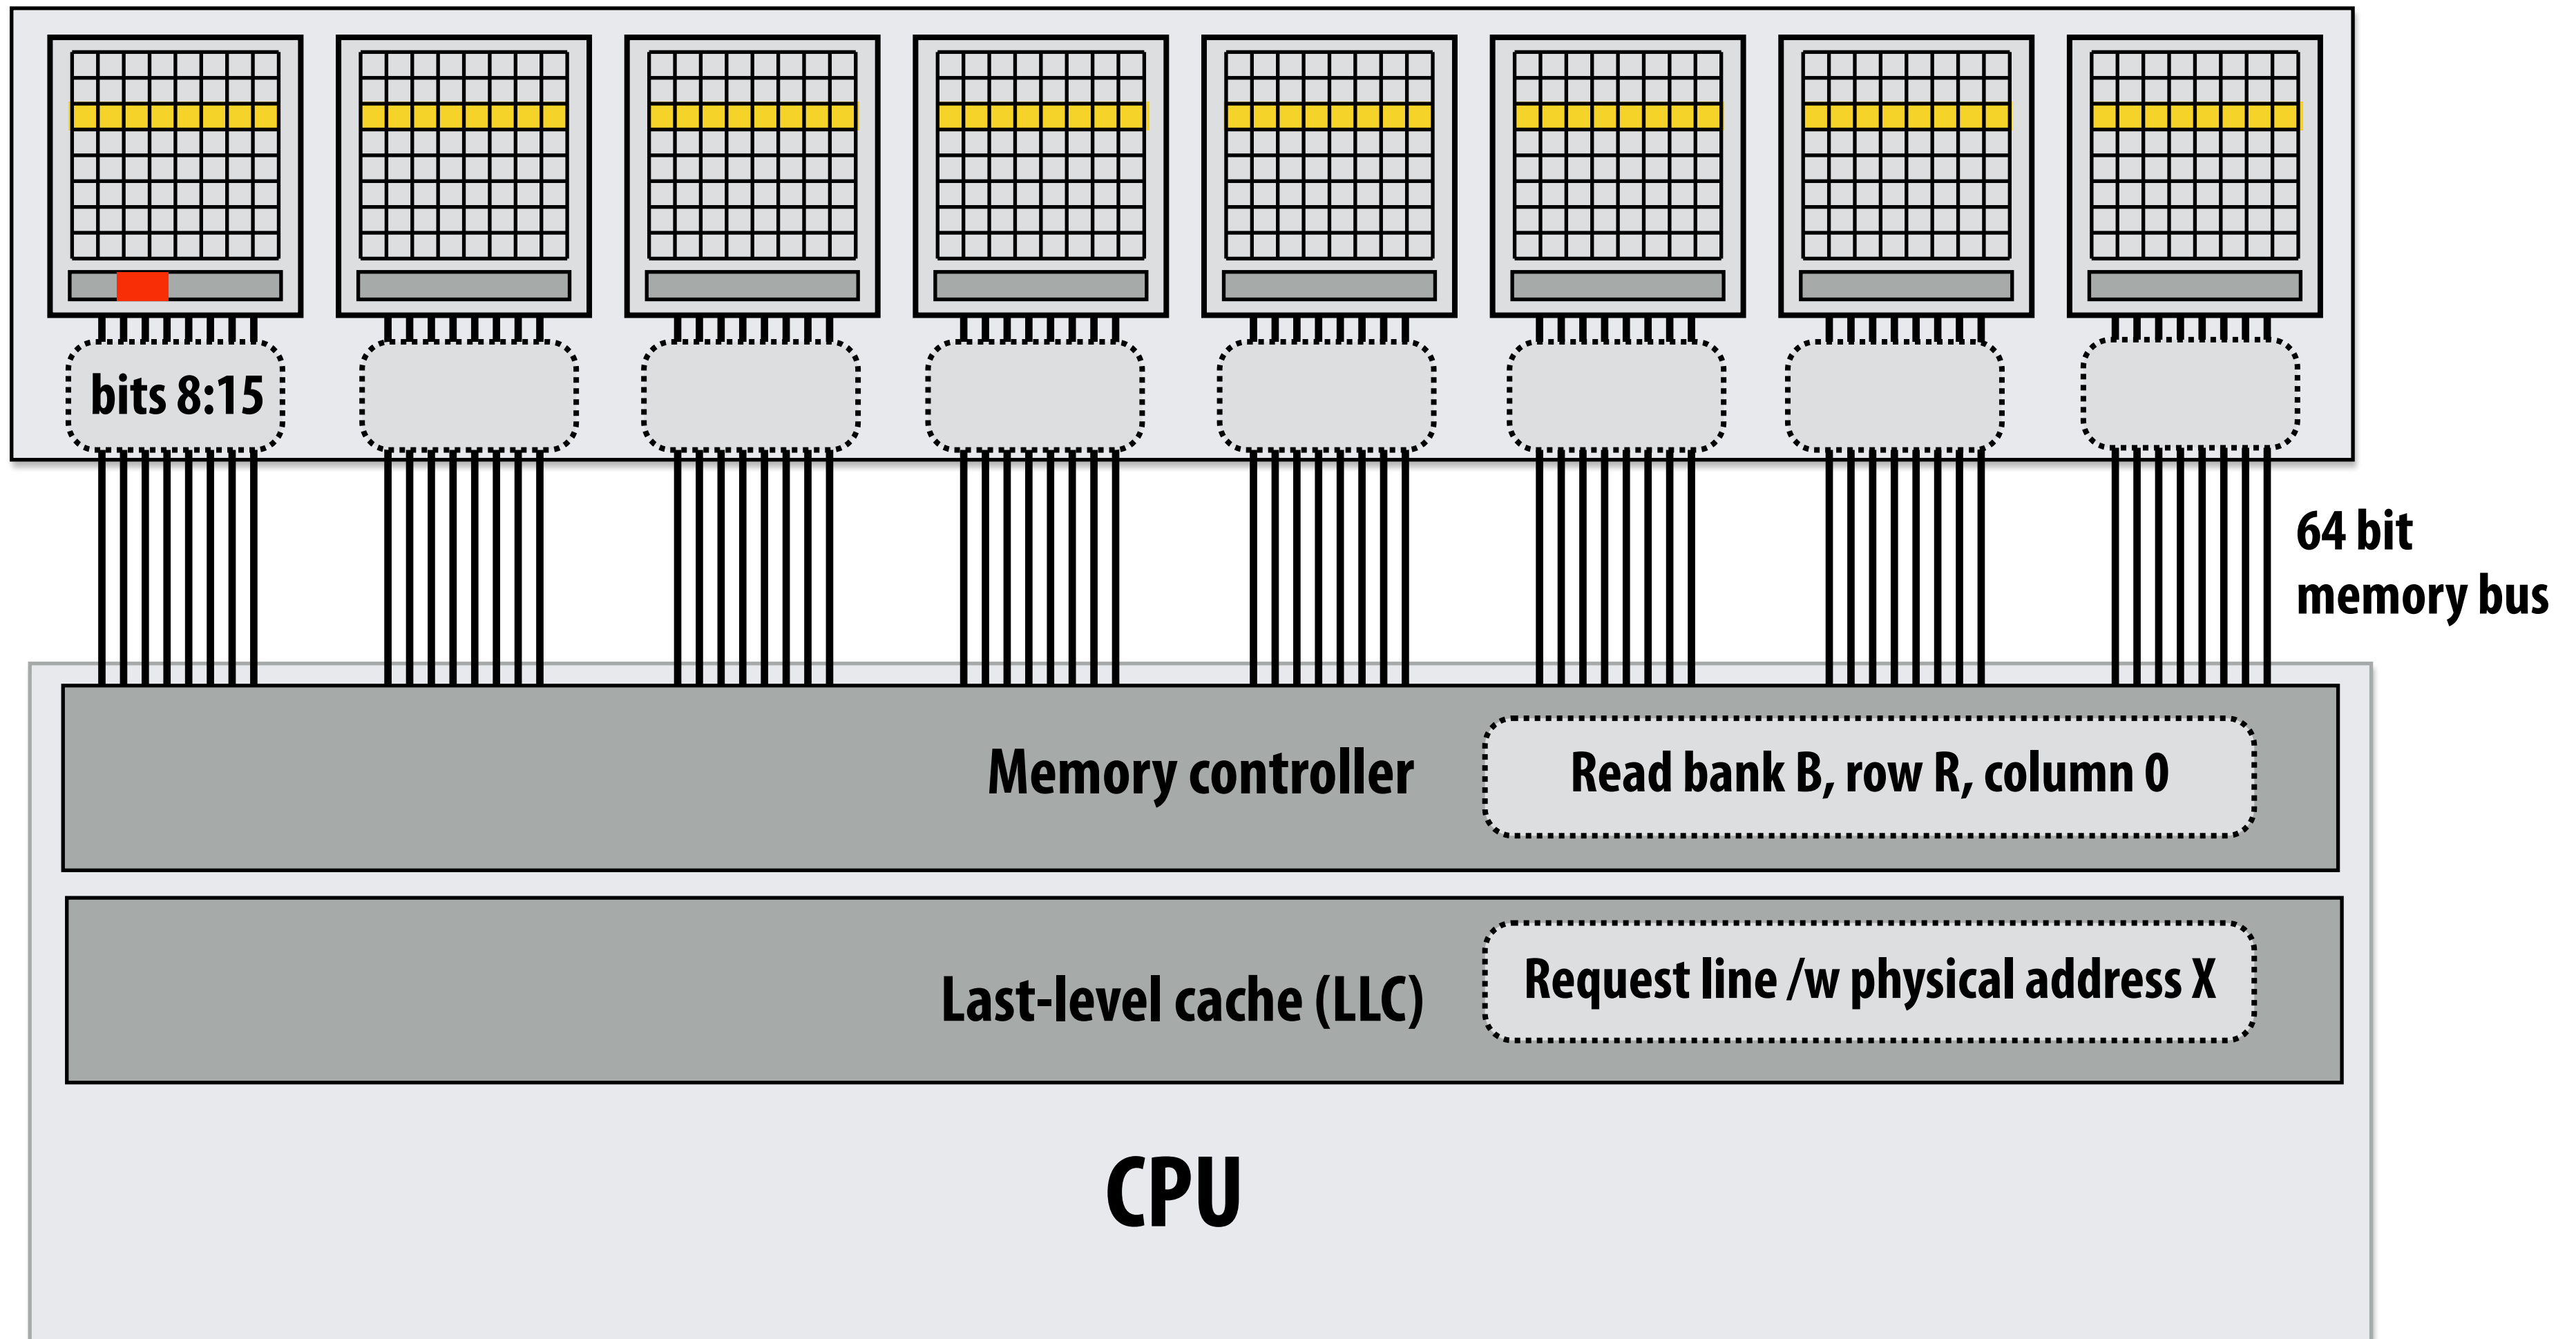 bits 8:15
64 bit
memory bus
Memory controller
Read bank B, row R, column 0
Last-level cache (LLC)
Request line /w physical address X
CPU